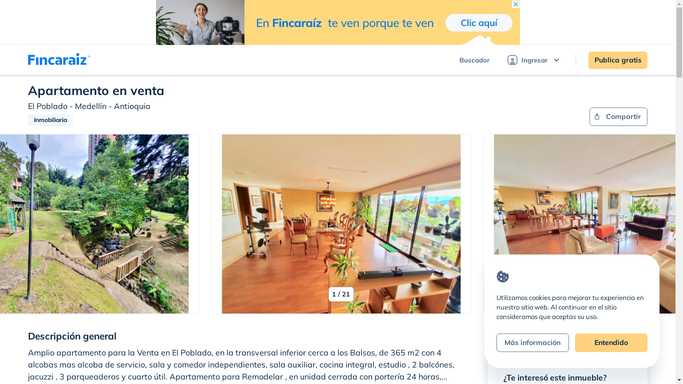 En Fincaraíz te ven porque te ven
Clic aquí
Fincaraiz
Buscador
Ingresar
Publica gratis
Apartamento en venta
El Poblado - Medellín - Antioquia
Inmobiliaria
Compartir
1 / 21
Utilizamos cookies para mejorar tu experiencia en
nuestro sitio web. Al continuar en el sitio
consideramos que aceptas su uso.
Más información
Entendido
Descripción general
Amplio apartamento para la Venta en El Poblado, en la transversal inferior cerca a los Balsos, de 365 m2 con 4
alcobas mas alcoba de servicio, sala y comedor independientes, sala auxiliar, cocina integral, estudio , 2 balcónes,
jacuzzi , 3 parqueaderos y cuarto útil. Apartamento para Remodelar , en unidad cerrada con portería 24 horas,...
¿Te interesó este inmueble?